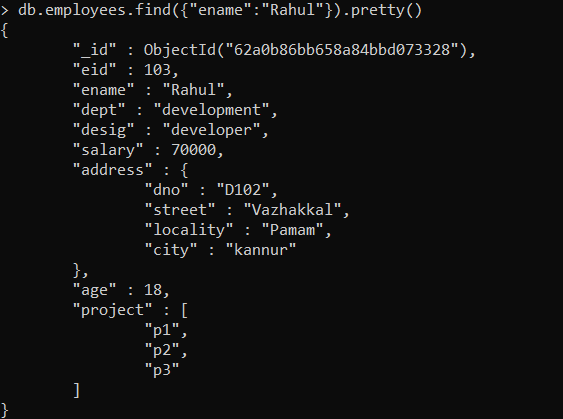 > db.employees.find({"ename":"Rahul"}).pretty()
{
        "_id" : ObjectId("62a0b86bb658a84bbd073328"),
        "eid" : 103,
        "ename" : "Rahul",
        "dept" : "development",
        "desig" : "developer",
        "salary" : 70000,
        "address" : {
                "dno" : "D102",
                "street" : "Vazhakkal",
                "locality" : "Pamam",
                "city" : "kannur"
        },
        "age" : 18,
        "project" : [
                "p1",
                "p2",
                "p3"
        ]
}